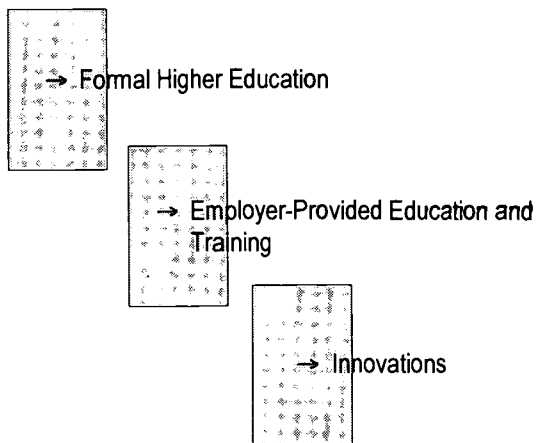 → Formal Higher Education
→ Employer-Provided Education and
Training
→ Innovations